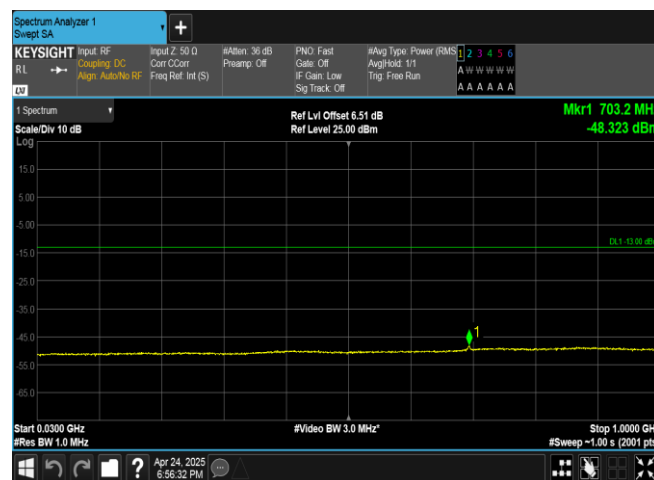 Spectrum Analyzer 1
Swept SA
+
KEYSIGHT
RL
LXI
Input: RF
Coupling: DC
Align: Auto/No RF
Input Z: 50 Ω
Corr CCorr
Freq Ref: Int (S)
#Atten: 36 dB
Preamp: Off
PNO: Fast
Gate: Off
IF Gain: Low
Sig Track: Off
#Avg Type: Power (RMS
Avg|Hold: 1/1
Trig: Free Run
1 2 3 4 5 6
A W W W W W
A A A A A A
1 Spectrum
Scale/Div 10 dB
Log
Ref Lvl Offset 6.51 dB
Ref Level 25.00 dBm
Mkr1 703.2 MH
-48.323 dBm
15.0
5.00
-5.00
-15.0
-25.0
-35.0
-45.0
-55.0
-65.0
DL1 -13.00 dB
1
Start 0.0300 GHz
#Res BW 1.0 MHz
#Video BW 3.0 MHz*
Stop 1.0000 GH
#Sweep ~1.00 s (2001 pts
?
Apr 24, 2025
6:56:32 PM